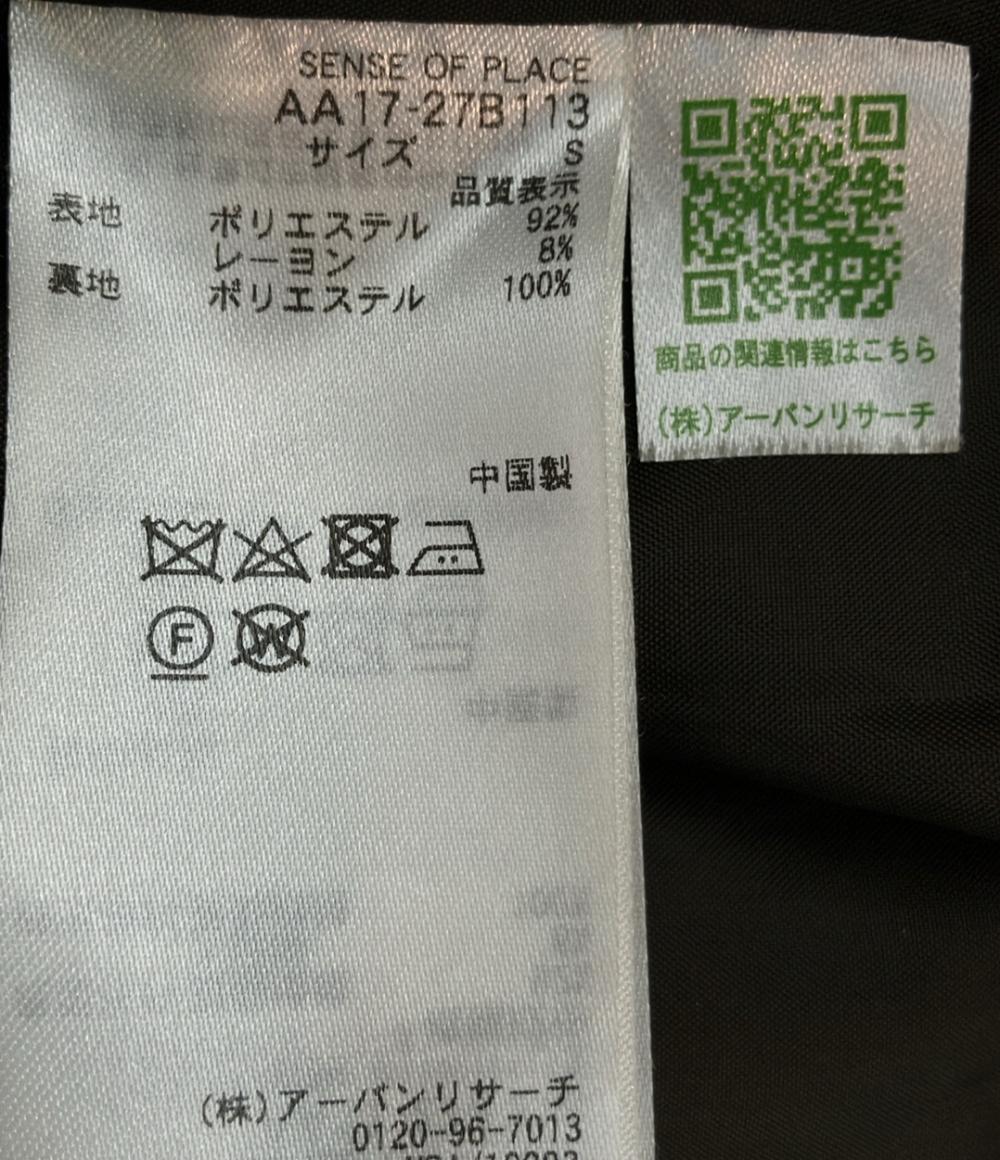 SENSE OF PLACE
AA17-27B113
サイズ S
品質表示
表地 ポリエステル 92%
レーヨン 8%
裏地 ポリエステル 100%
中国製
F W
(株)アーバンリサーチ
0120-96-7013
商品の関連情報はこちら
(株)アーバンリサーチ